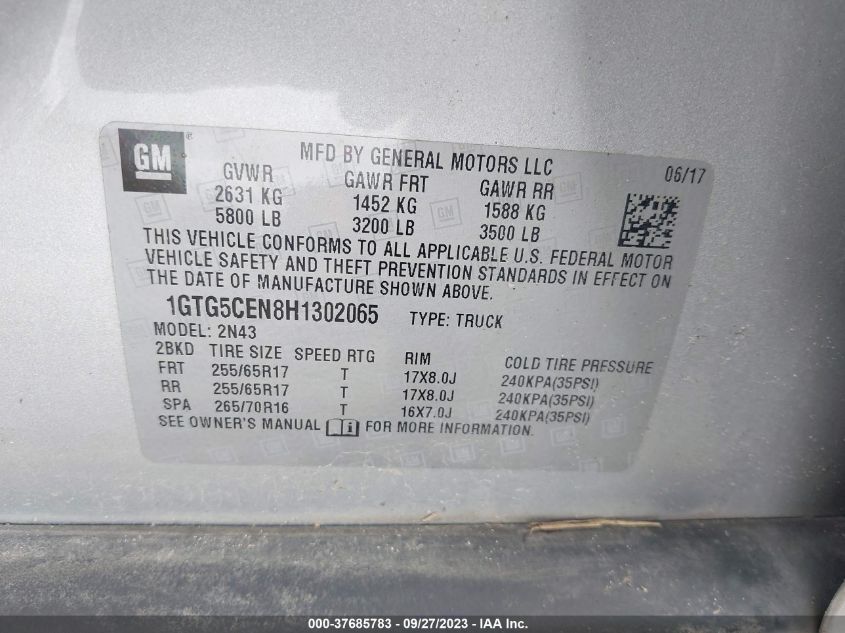 GM ®
MFD BY GENERAL MOTORS LLC 06/17
GVWR GAWR FRT GAWR RR
2631 KG 1452 KG 1588 KG
5800 LB 3200 LB 3500 LB
THIS VEHICLE CONFORMS TO ALL APPLICABLE U.S. FEDERAL MOTOR
VEHICLE SAFETY AND THEFT PREVENTION STANDARDS IN EFFECT ON
THE DATE OF MANUFACTURE SHOWN ABOVE.
1GTG5CEN8H1302065 TYPE: TRUCK
MODEL: 2N43
2BKD TIRE SIZE SPEED RTG RIM COLD TIRE PRESSURE
FRT 255/65R17 T 17X8.0J 240KPA(35PSI)
RR 255/65R17 T 17X8.0J 240KPA(35PSI)
SPA 265/70R16 T 16X7.0J 240KPA(35PSI)
SEE OWNER'S MANUAL FOR MORE INFORMATION.
000-37685783 - 09/27/2023 - IAA Inc.